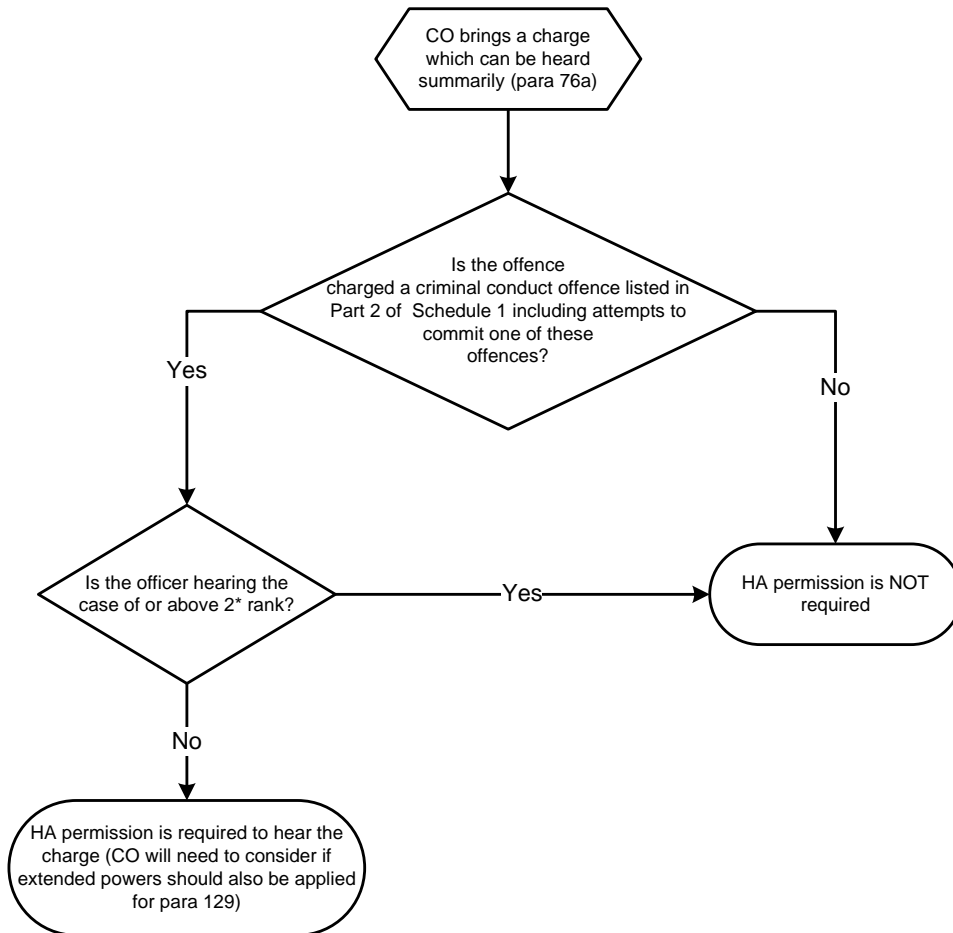 CO brings a charge
which can be heard
summarily (para 76a)
Is the offence
charged a criminal conduct offence listed in
Part 2 of Schedule 1 including attempts to
commit one of these
offences?
Yes
No
Is the officer hearing the
case of or above 2* rank?
Yes
HA permission is NOT
required
No
HA permission is required to hear the
charge (CO will need to consider if
extended powers should also be applied
for para 129)